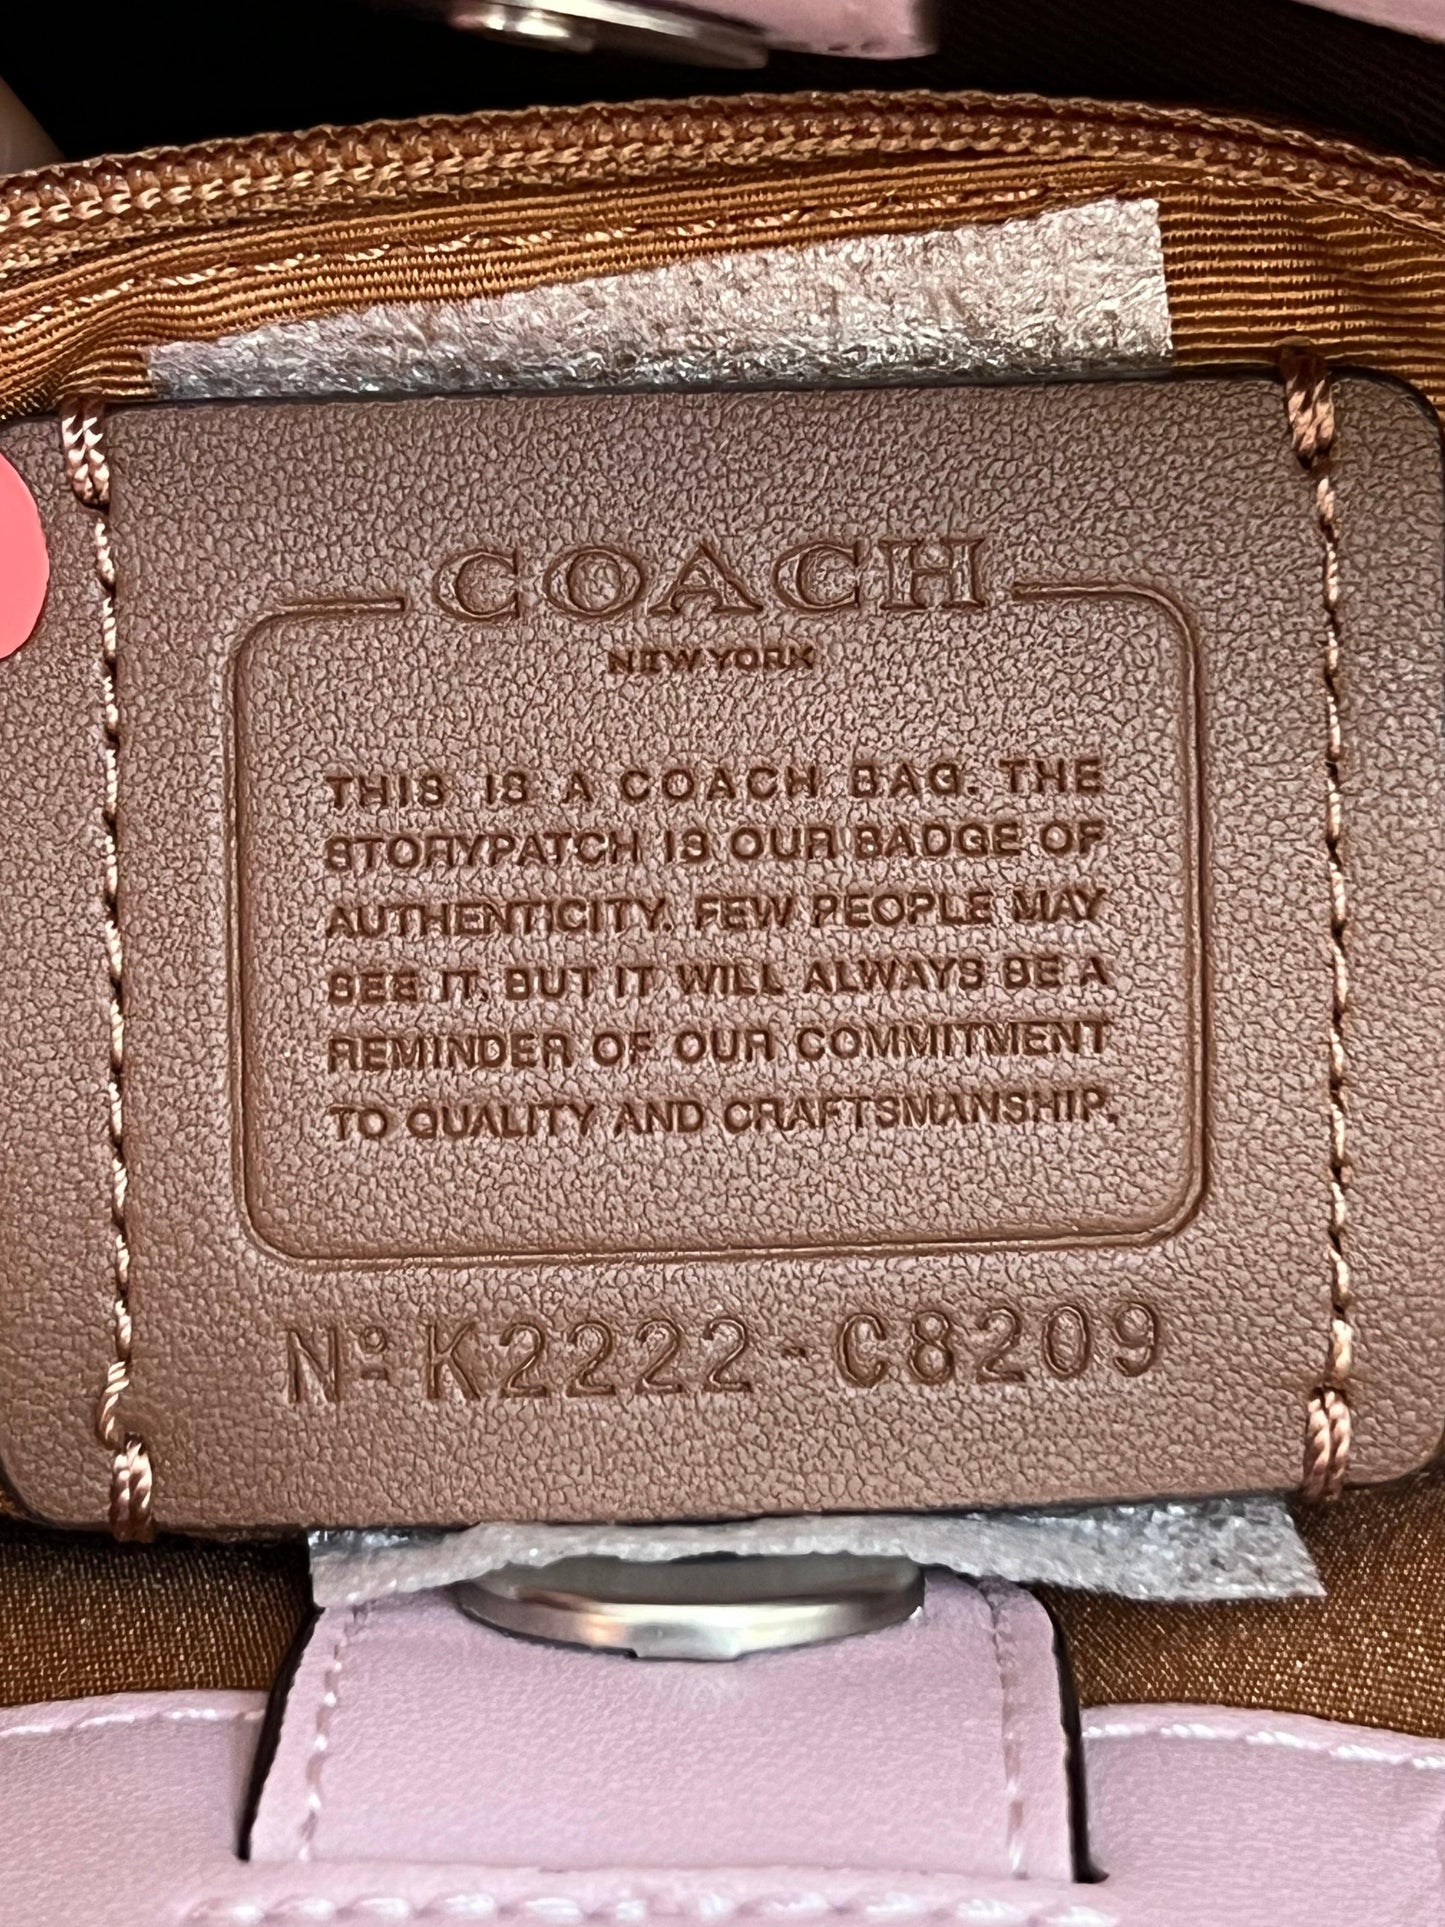 COACH
NEW YORK
THIS IS A COACH BAG. THE
STORYPATCH IS OUR BADGE OF
AUTHENTICITY. FEW PEOPLE MAY
SEE IT, BUT IT WILL ALWAYS BE A
REMINDER OF OUR COMMITMENT
TO QUALITY AND CRAFTSMANSHIP.
Nº K2222-C8209